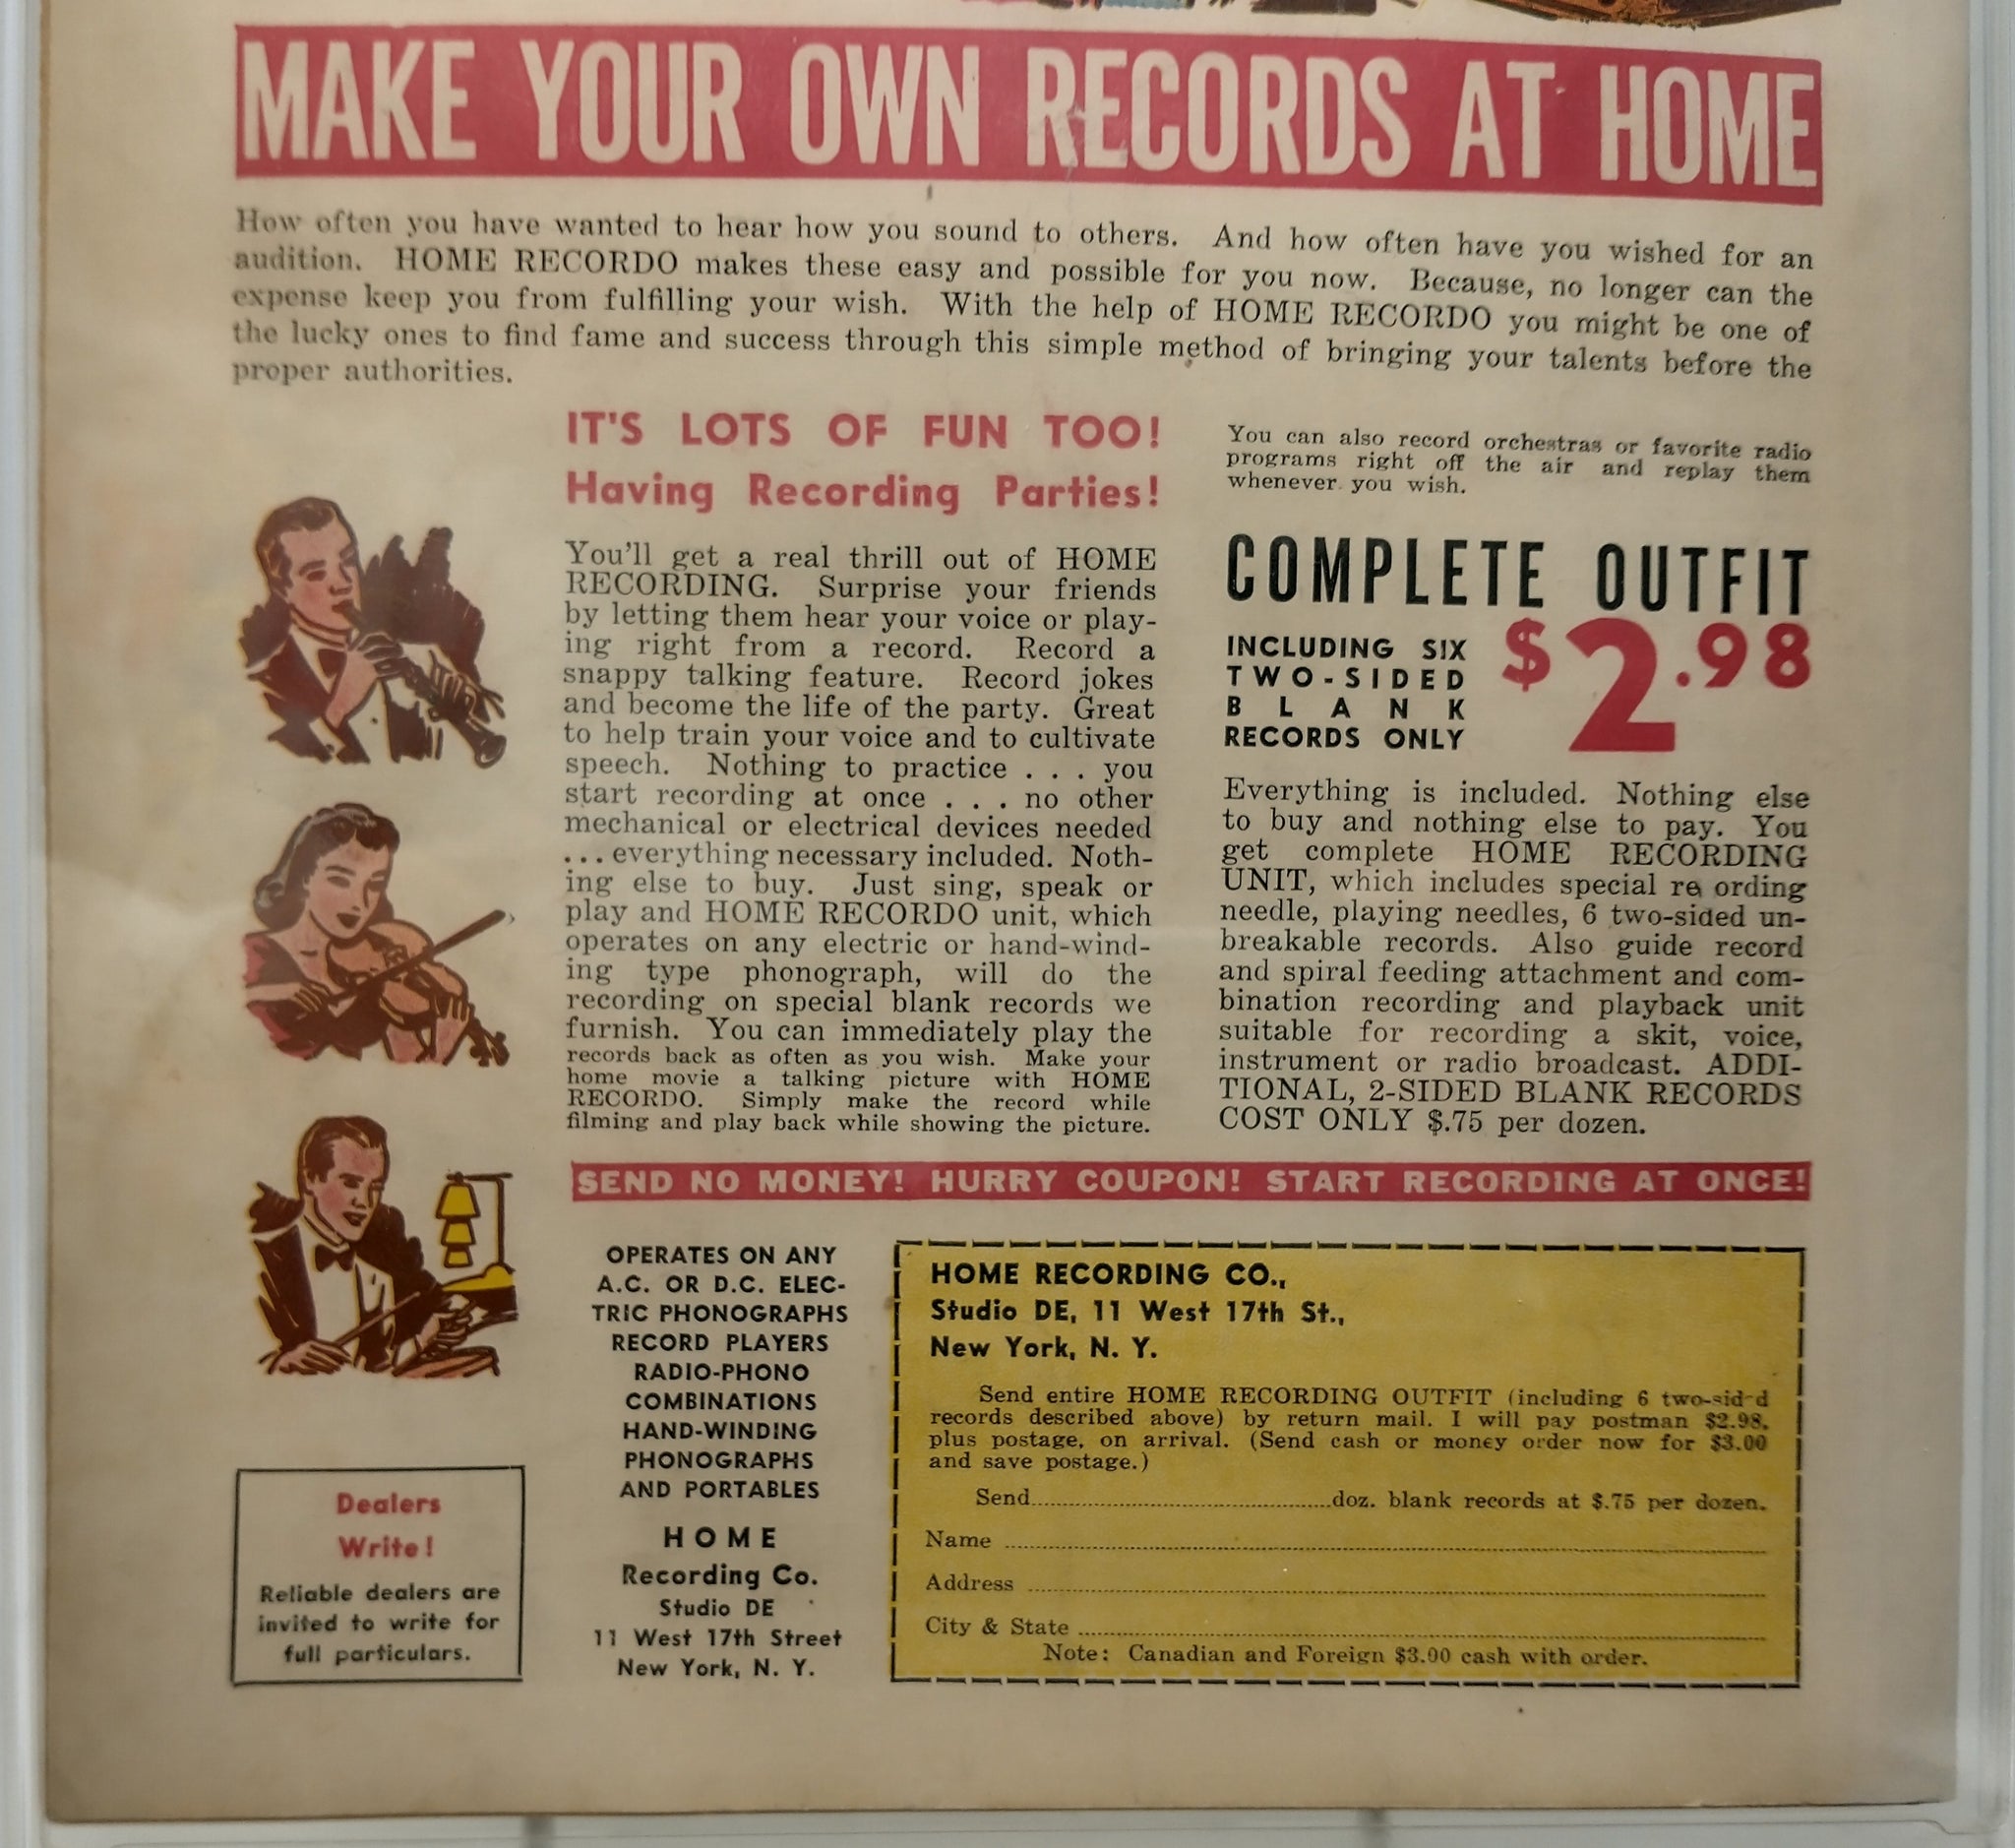 MAKE YOUR OWN RECORDS AT HOME
How often you have wanted to hear how you sound to others. And how often have you wished for an
audition. HOME RECORDO makes these easy and possible for you now. Because, no longer can the
expense keep you from fulfilling your wish. With the help of HOME RECORDO you might be one of
the lucky ones to find fame and success through this simple method of bringing your talents before the
proper authorities.
IT'S LOTS OF FUN TOO!
Having Recording Parties!
You'll get a real thrill out of HOME
RECORDING. Surprise your friends
by letting them hear your voice or play-
ing right from a record. Record a
snappy talking feature. Record jokes
and become the life of the party. Great
to help train your voice and to cultivate
speech. Nothing to practice . . . you
start recording at once . . . no other
mechanical or electrical devices needed
... everything necessary included. Noth-
ing else to buy. Just sing, speak or
play and HOME RECORDO unit, which
operates on any electric or hand-wind-
ing type phonograph, will do the
recording on special blank records we
furnish. You can immediately play the
records back as often as you wish. Make your
home movie a talking picture with HOME
RECORDO. Simply make the record while
filming and play back while showing the picture.
You can also record orchestras or favorite radio
programs right off the air and replay them
whenever you wish.
COMPLETE OUTFIT
INCLUDING SIX
TWO-SIDED
BLANK
RECORDS ONLY
$2.98
Everything is included. Nothing else
to buy and nothing else to pay. You
get complete HOME RECORDING
UNIT, which includes special re ording
needle, playing needles, 6 two-sided un-
breakable records. Also guide record
and spiral feeding attachment and com-
bination recording and playback unit
suitable for recording a skit, voice,
instrument or radio broadcast. ADDI-
TIONAL, 2-SIDED BLANK RECORDS
COST ONLY $.75 per dozen.
SEND NO MONEY! HURRY COUPON! START RECORDING AT ONCE!
Dealers
Write!
Reliable dealers are
invited to write for
full particulars.
OPERATES ON ANY
A.C. OR D.C. ELEC-
TRIC PHONOGRAPHS
RECORD PLAYERS
RADIO-PHONO
COMBINATIONS
HAND-WINDING
PHONOGRAPHS
AND PORTABLES
HOME
Recording Co.
Studio DE
11 West 17th Street
New York, N. Y.
HOME RECORDING CO.,
Studio DE, 11 West 17th St.,
New York, N. Y.
Send entire HOME RECORDING OUTFIT (including 6 two-sid-d
records described above) by return mail. I will pay postman $2.98,
plus postage, on arrival. (Send cash or money order now for $3.00
and save postage.)
Send..............................doz. blank records at $.75 per dozen.
Name
Address
City & State
Note: Canadian and Foreign $3.00 cash with order.